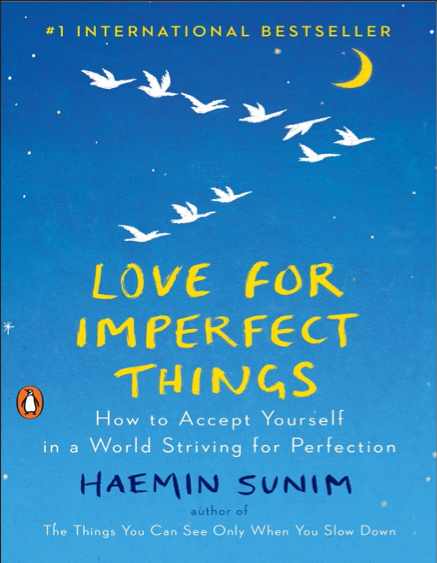 #1 INTERNATIONAL BESTSELLER
LOVE FOR
IMPERFECT
THINGS
How to Accept Yourself
in a World Striving for Perfection
HAEMIN SUNIM
author of
The Things You Can See Only When You Slow Down